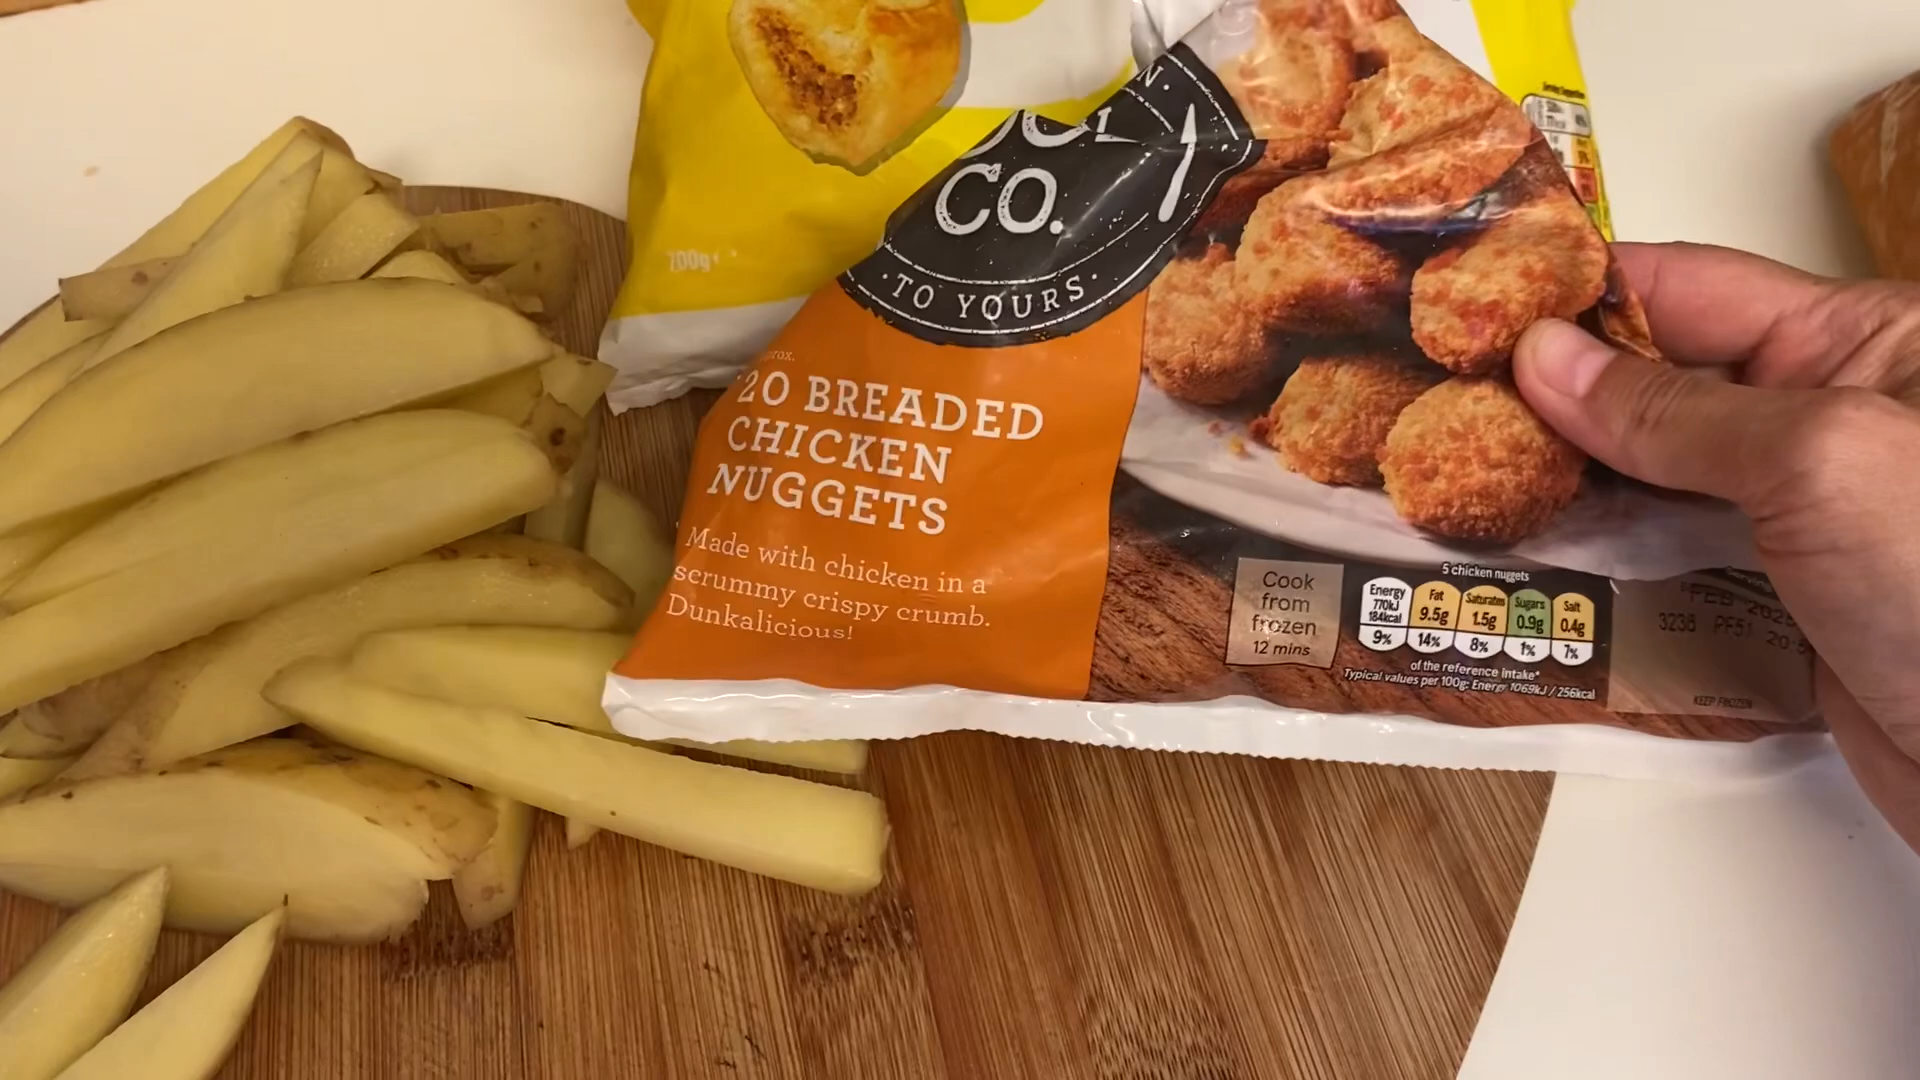 700g
CO.
· TO YOURS ·
20 BREADED
CHICKEN
NUGGETS
Made with chicken in a
scrummy crispy crumb.
Dunkalicious!
Cook
from
frozen
12 mins
5 chicken nuggets
Energy
770kJ
184kcal
9%
Fat
9.5g
14%
Saturates
1.5g
8%
Sugars
0.9g
1%
Salt
0.4g
7%
of the reference intake*
Typical values per 100g: Energy 1069kJ / 256kcal
FEB
3238 PF51
KEEP FROZEN